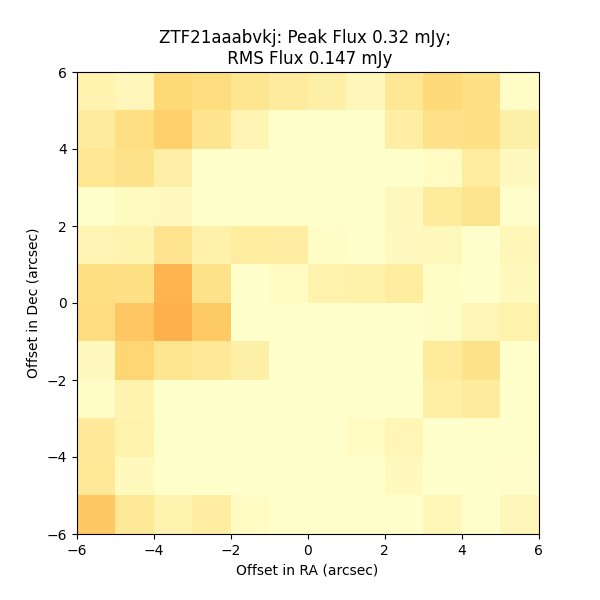 ZTF21aaabvkj: Peak Flux 0.32 mJy;
RMS Flux 0.147 mJy
6
4
2
0
−2
−4
−6
Offset in Dec (arcsec)
−6 −4 −2 0 2 4 6
Offset in RA (arcsec)